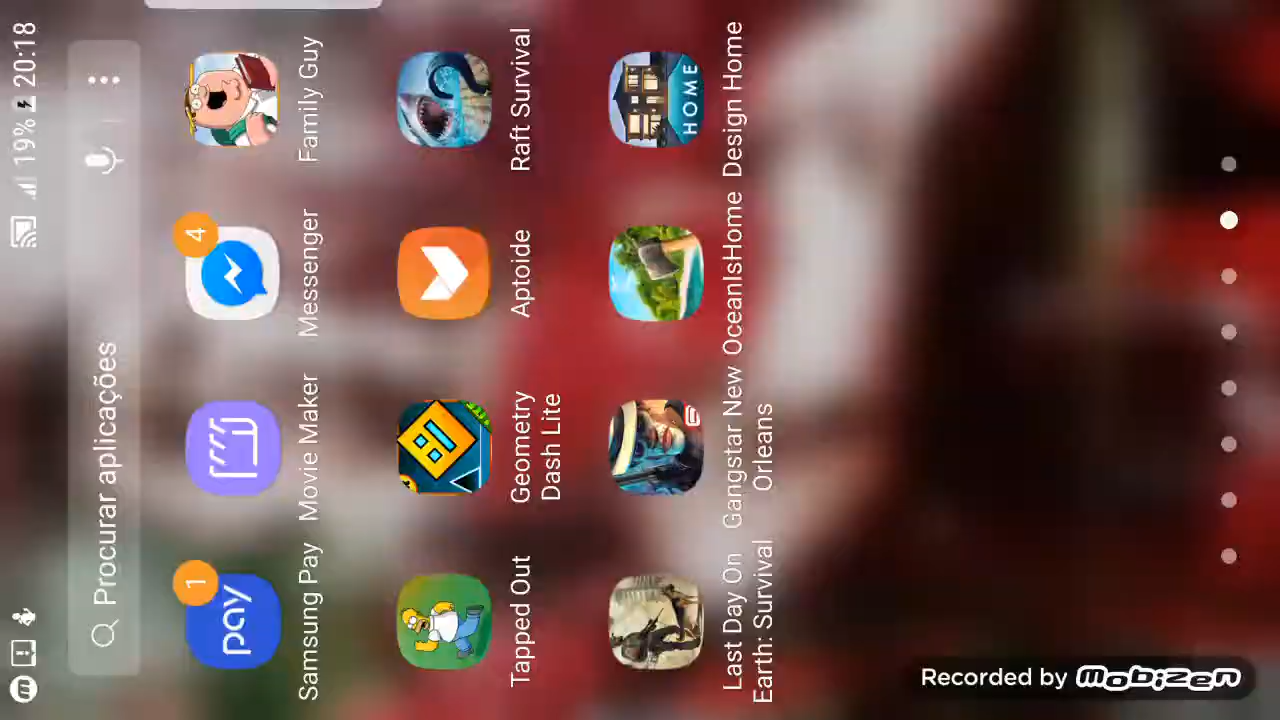 20:18
19%
Procurar aplicações
1
pay
Samsung Pay
Movie Maker
4
Messenger
Family Guy
Tapped Out
Geometry
Dash Lite
Aptoide
Raft Survival
Last Day On
Earth: Survival
Gangstar New
Orleans
OceanIsHome
HOME
Design Home
Recorded by mobizen